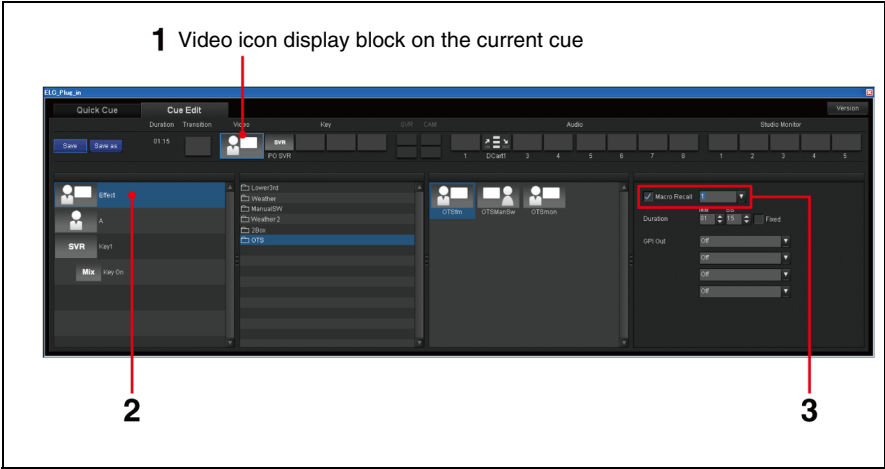 1 Video icon display block on the current cue
ELC_Plug_in
Quick Cue Cue Edit Version
Duration Transition Video Key SVR CAM Audio Studio Monitor
Save Save as 01:15 SVR
PO SVR 1 DCart1 3 4 5 6 7 8 1 2 3 4 5
Effect
A
SVR Key1
Mix Key On
Lower3rd
Weather
ManualSW
Weather2
2Box
OTS
OTSfm OTSManSw OTSmon
Macro Recall 1
MM SS
Duration 01 15 Fixed
GPI Out Off
Off
Off
Off
2 3